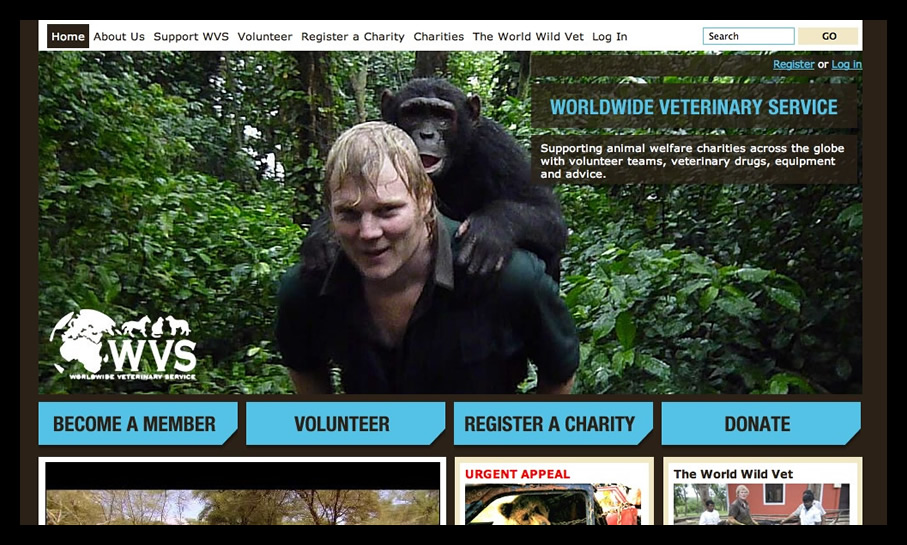 Home About Us Support WVS Volunteer Register a Charity Charities The World Wild Vet Log In Search GO
Register or Log in
WORLDWIDE VETERINARY SERVICE
Supporting animal welfare charities across the globe
with volunteer teams, veterinary drugs, equipment
and advice.
WVS
WORLDWIDE VETERINARY SERVICE
BECOME A MEMBER VOLUNTEER REGISTER A CHARITY DONATE
URGENT APPEAL The World Wild Vet